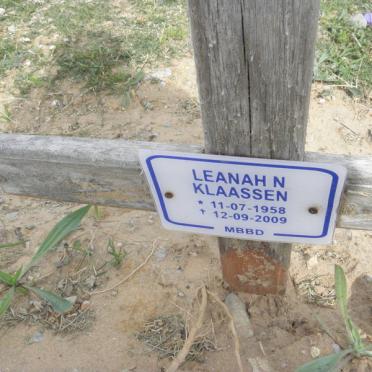 LEANAH N
KLAASSEN
* 11-07-1958
† 12-09-2009
MBBD